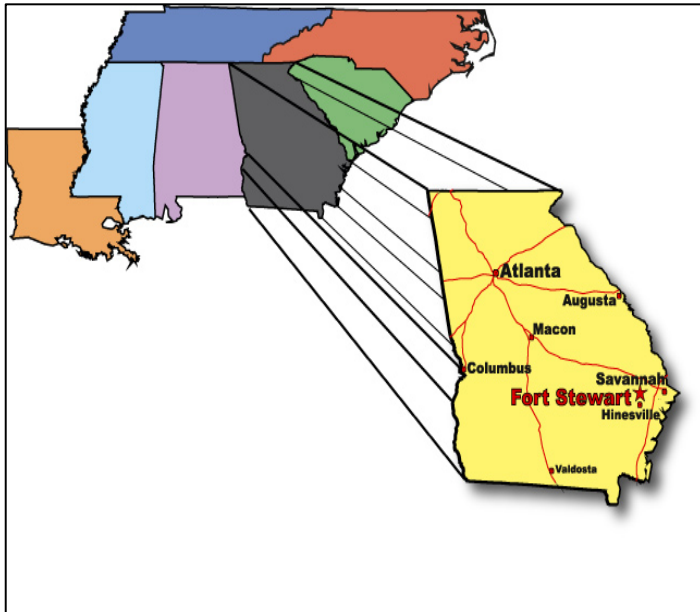 Atlanta
Augusta
Macon
Columbus
Savannah
Fort Stewart
Hinesville
Valdosta